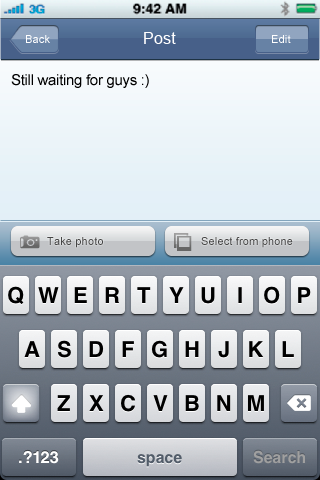 3G 9:42 AM
Back Post Edit
Still waiting for guys :)
Take photo Select from phone
Q W E R T Y U I O P
A S D F G H J K L
Z X C V B N M
.?123 space Search